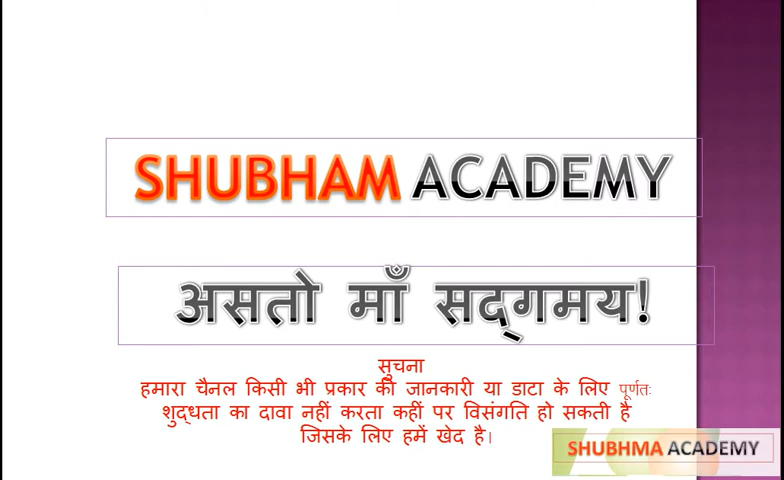 SHUBHAM ACADEMY
असतो माँ सद्गमय!
सुचना
हमारा चैनल किसी भी प्रकार की जानकारी या डाटा के लिए पूर्णतः
शुद्धता का दावा नहीं करता कहीं पर विसंगति हो सकती है
जिसके लिए हमें खेद है।
SHUBHMA ACADEMY